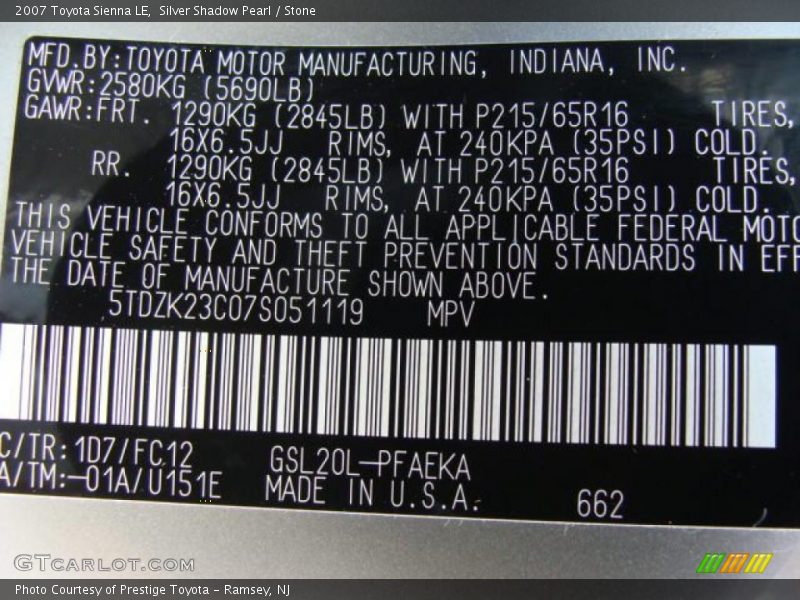 2007 Toyota Sienna LE, Silver Shadow Pearl / Stone
MFD.BY:TOYOTA MOTOR MANUFACTURING, INDIANA, INC.
GVWR:2580KG (5690LB)
GAWR:FRT. 1290KG (2845LB) WITH P215/65R16 TIRES,
16X6.5JJ RIMS, AT 240KPA (35PSI) COLD.
RR. 1290KG (2845LB) WITH P215/65R16 TIRES,
16X6.5JJ RIMS, AT 240KPA (35PSI) COLD.
THIS VEHICLE CONFORMS TO ALL APPLICABLE FEDERAL MOTO
VEHICLE SAFETY AND THEFT PREVENTION STANDARDS IN EFF
THE DATE OF MANUFACTURE SHOWN ABOVE.
5TDZK23C07S051119 MPV
C/TR:1D7/FC12 GSL20L-PFAEKA
A/TM:-01A/U151E MADE IN U.S.A. 662
GTCARLOT.COM
Photo Courtesy of Prestige Toyota - Ramsey, NJ